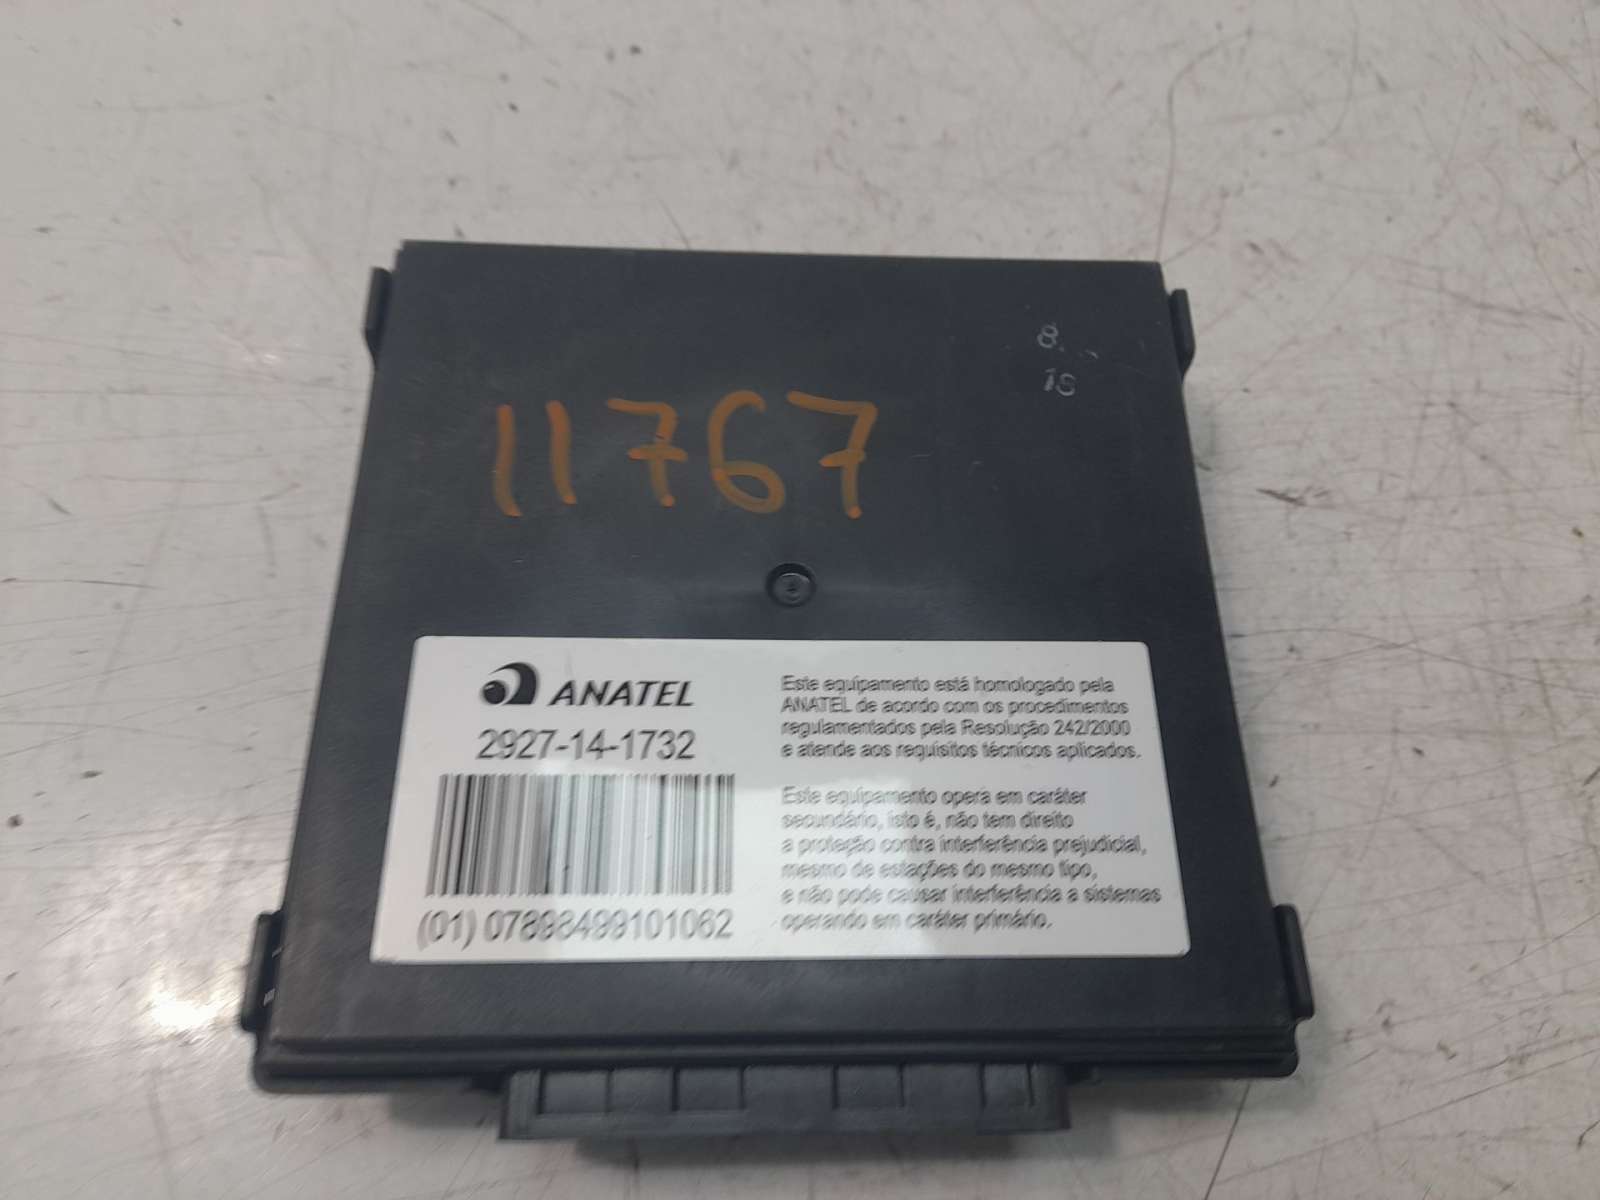 8
18
11767
ANATEL
2927-14-1732
(01) 07898499101062
Este equipamento está homologado pela
ANATEL de acordo com os procedimentos
regulamentados pela Resolução 242/2000
e atende aos requisitos técnicos aplicados.
Este equipamento opera em caráter
secundário, isto é, não tem direito
a proteção contra interferência prejudicial,
mesmo de estações do mesmo tipo,
e não pode causar interferência a sistemas
operando em caráter primário.